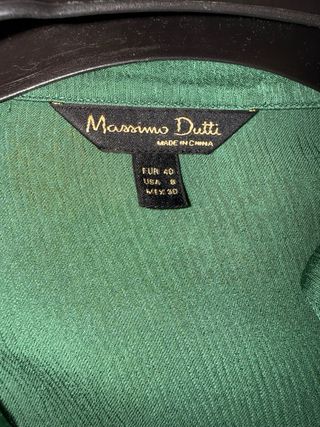 Massimo Dutti
MADE IN CHINA
EUR 40
USA 8
MEX 30